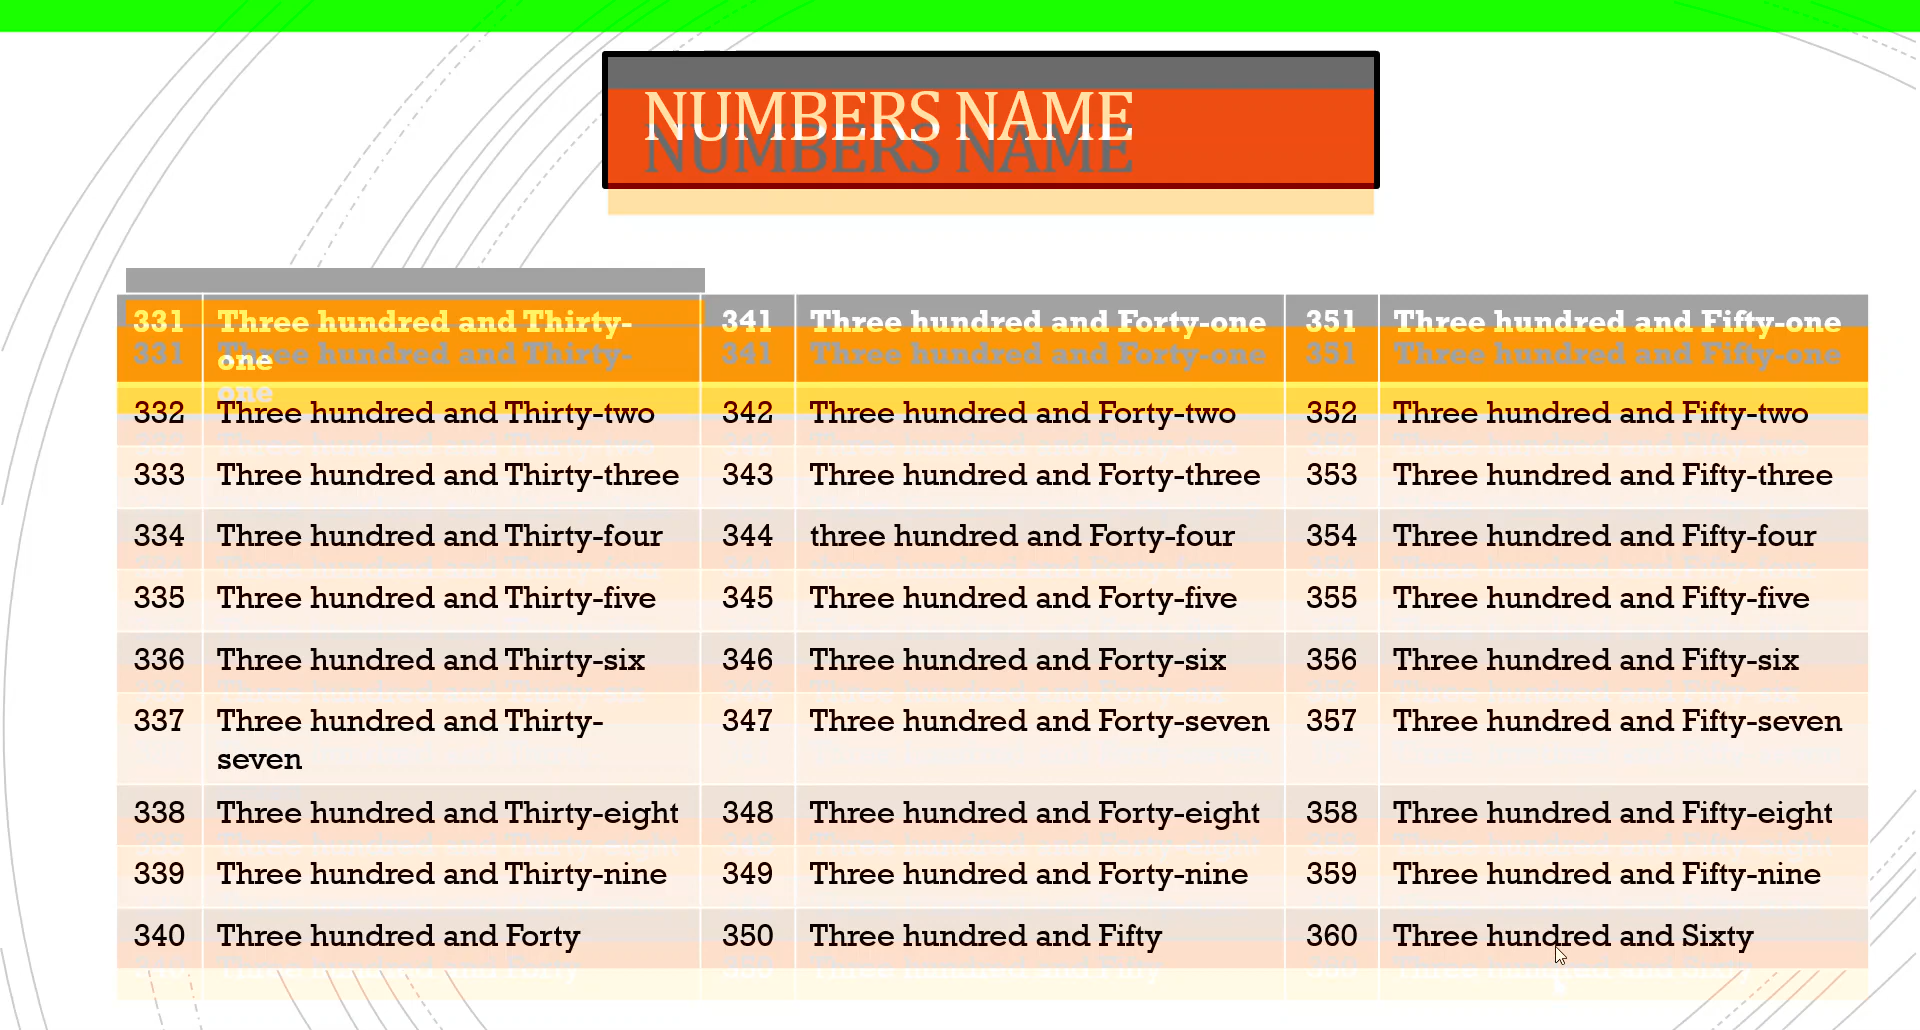 NUMBERS NAME
331 Three hundred and Thirty-one 341 Three hundred and Forty-one 351 Three hundred and Fifty-one
332 Three hundred and Thirty-two 342 Three hundred and Forty-two 352 Three hundred and Fifty-two
333 Three hundred and Thirty-three 343 Three hundred and Forty-three 353 Three hundred and Fifty-three
334 Three hundred and Thirty-four 344 three hundred and Forty-four 354 Three hundred and Fifty-four
335 Three hundred and Thirty-five 345 Three hundred and Forty-five 355 Three hundred and Fifty-five
336 Three hundred and Thirty-six 346 Three hundred and Forty-six 356 Three hundred and Fifty-six
337 Three hundred and Thirty-seven 347 Three hundred and Forty-seven 357 Three hundred and Fifty-seven
338 Three hundred and Thirty-eight 348 Three hundred and Forty-eight 358 Three hundred and Fifty-eight
339 Three hundred and Thirty-nine 349 Three hundred and Forty-nine 359 Three hundred and Fifty-nine
340 Three hundred and Forty 350 Three hundred and Fifty 360 Three hundred and Sixty